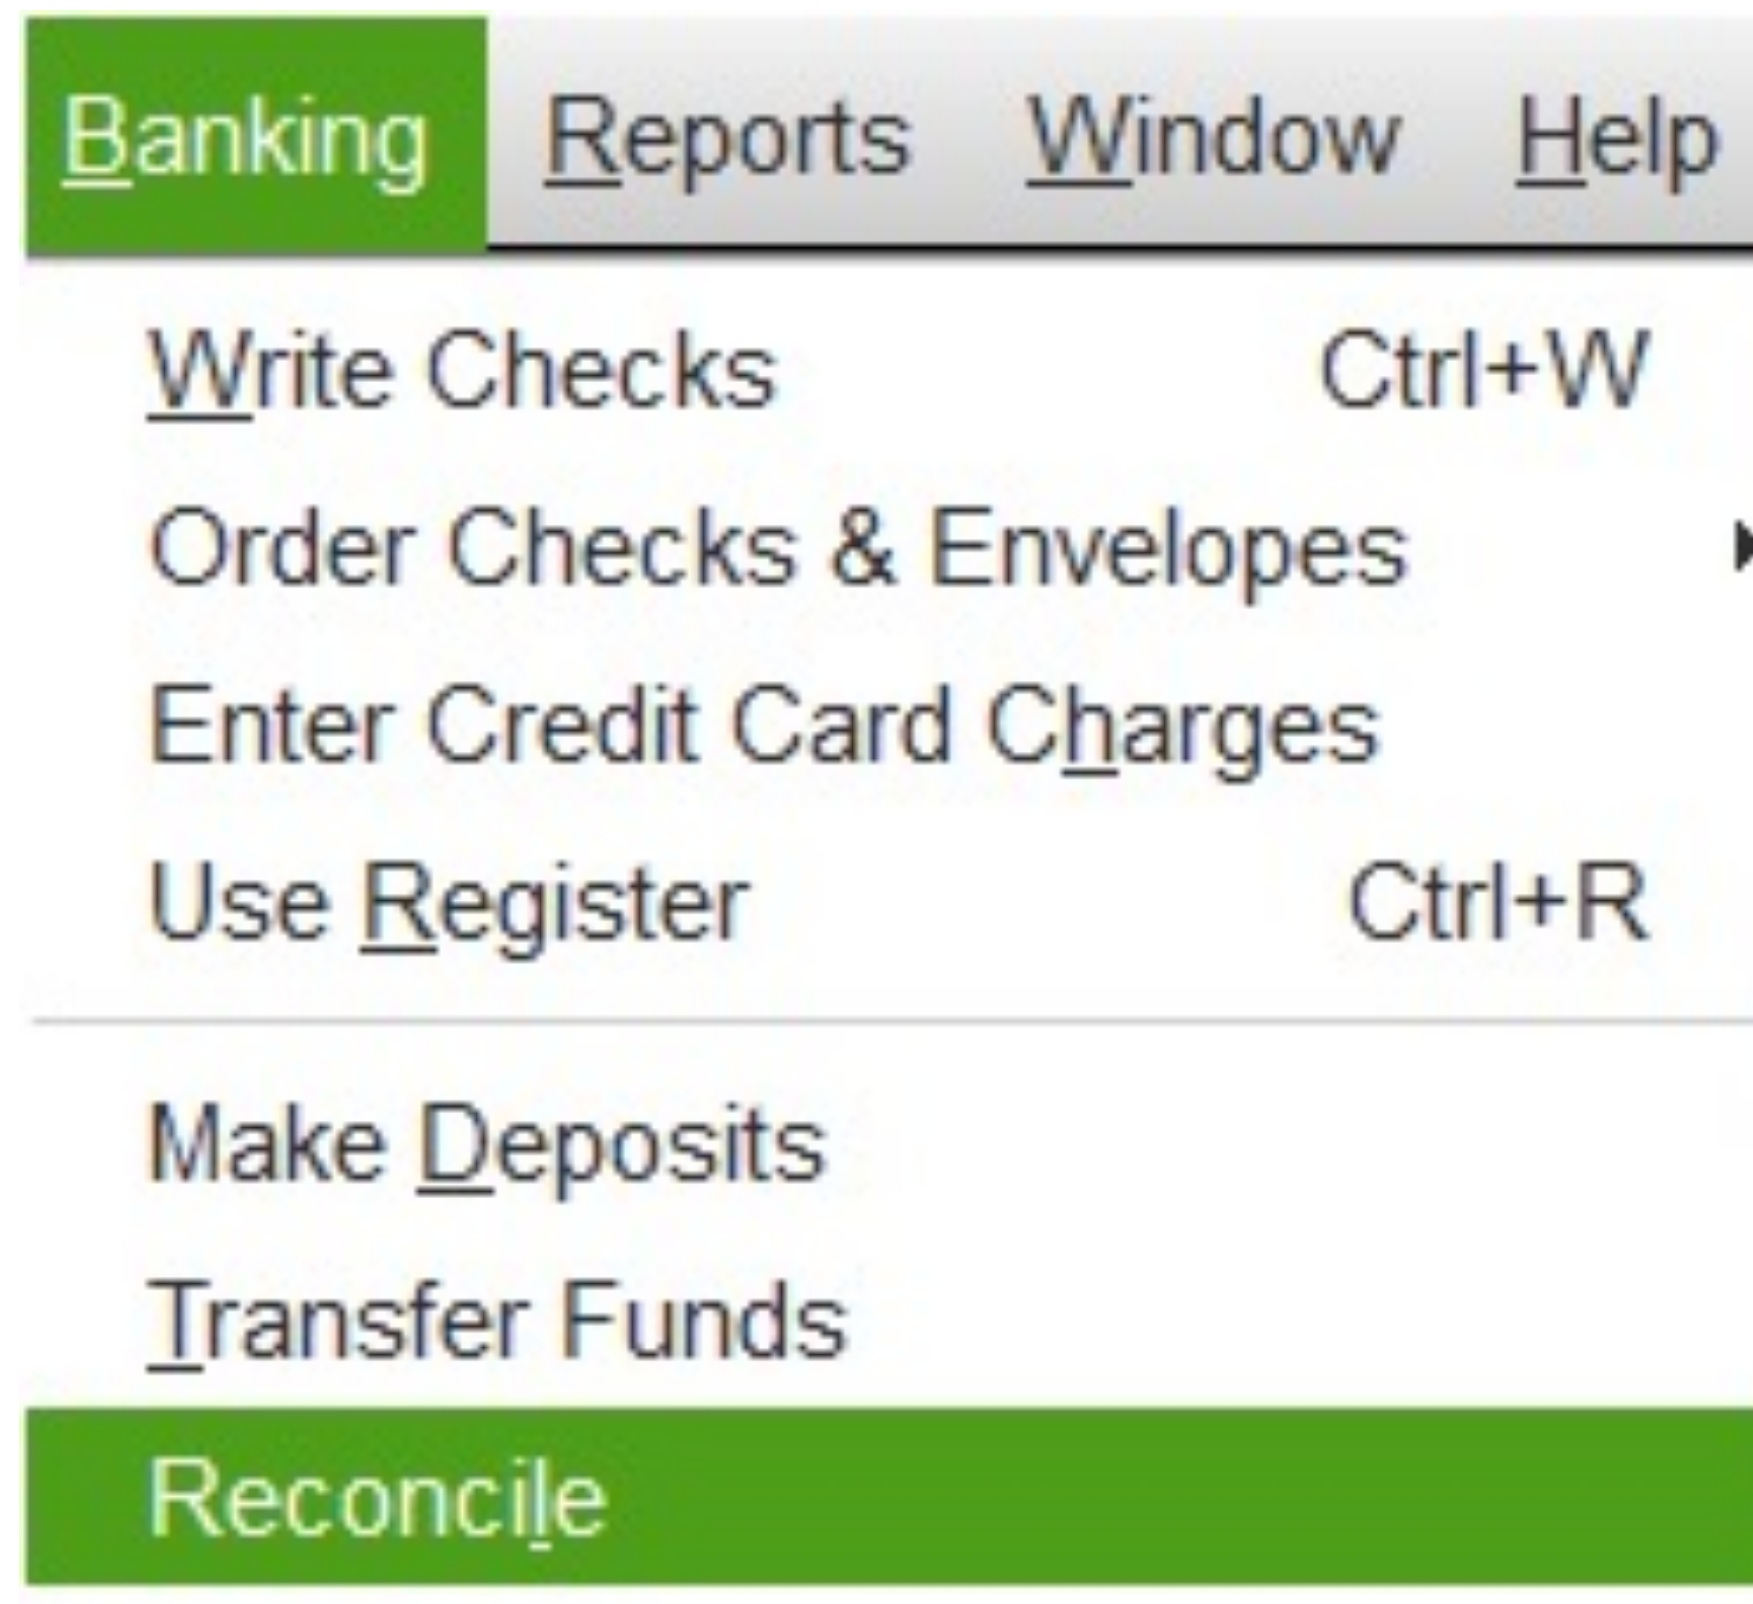 Banking Reports Window Help
Write Checks Ctrl+W
Order Checks & Envelopes
Enter Credit Card Charges
Use Register Ctrl+R
Make Deposits
Transfer Funds
Reconcile